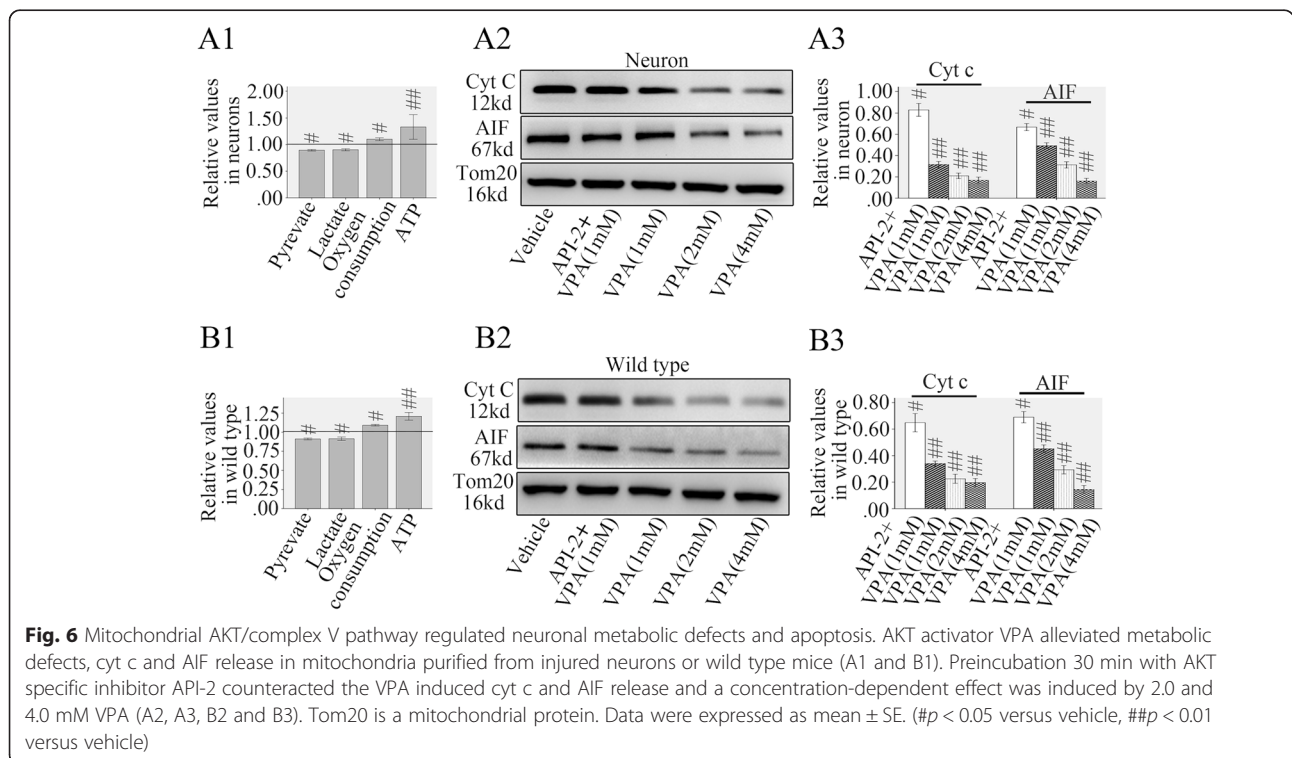 A1
Relative values
in neurons
2.00
1.50
1.00
0.50
.00
#
#
#
##
Pyrevate
Lactate
Oxygen
consumption
ATP
A2
Neuron
Cyt C
12kd
AIF
67kd
Tom20
16kd
Vehicle
API-2+
VPA(1mM)
VPA(1mM)
VPA(2mM)
VPA(4mM)
A3
Relative values
in neuron
1.00
0.80
0.60
0.40
0.20
.00
Cyt c
AIF
#
##
##
##
#
##
##
##
API-2+
VPA(1mM)
VPA(1mM)
VPA(2mM)
VPA(4mM)
API-2+
VPA(1mM)
VPA(1mM)
VPA(2mM)
VPA(4mM)
B1
Relative values
in wild type
1.25
1.00
0.75
0.50
0.25
.00
#
#
#
##
Pyrevate
Lactate
Oxygen
consumption
ATP
B2
Wild type
Cyt C
12kd
AIF
67kd
Tom20
16kd
Vehicle
API-2+
VPA(1mM)
VPA(1mM)
VPA(2mM)
VPA(4mM)
B3
Relative values
in wild type
0.80
0.60
0.40
0.20
.00
Cyt c
AIF
#
##
##
##
#
##
##
##
API-2+
VPA(1mM)
VPA(1mM)
VPA(2mM)
VPA(4mM)
API-2+
VPA(1mM)
VPA(1mM)
VPA(2mM)
VPA(4mM)
Fig. 6 Mitochondrial AKT/complex V pathway regulated neuronal metabolic defects and apoptosis. AKT activator VPA alleviated metabolic
defects, cyt c and AIF release in mitochondria purified from injured neurons or wild type mice (A1 and B1). Preincubation 30 min with AKT
specific inhibitor API-2 counteracted the VPA induced cyt c and AIF release and a concentration-dependent effect was induced by 2.0 and
4.0 mM VPA (A2, A3, B2 and B3). Tom20 is a mitochondrial protein. Data were expressed as mean ± SE. (#p < 0.05 versus vehicle, ##p < 0.01
versus vehicle)